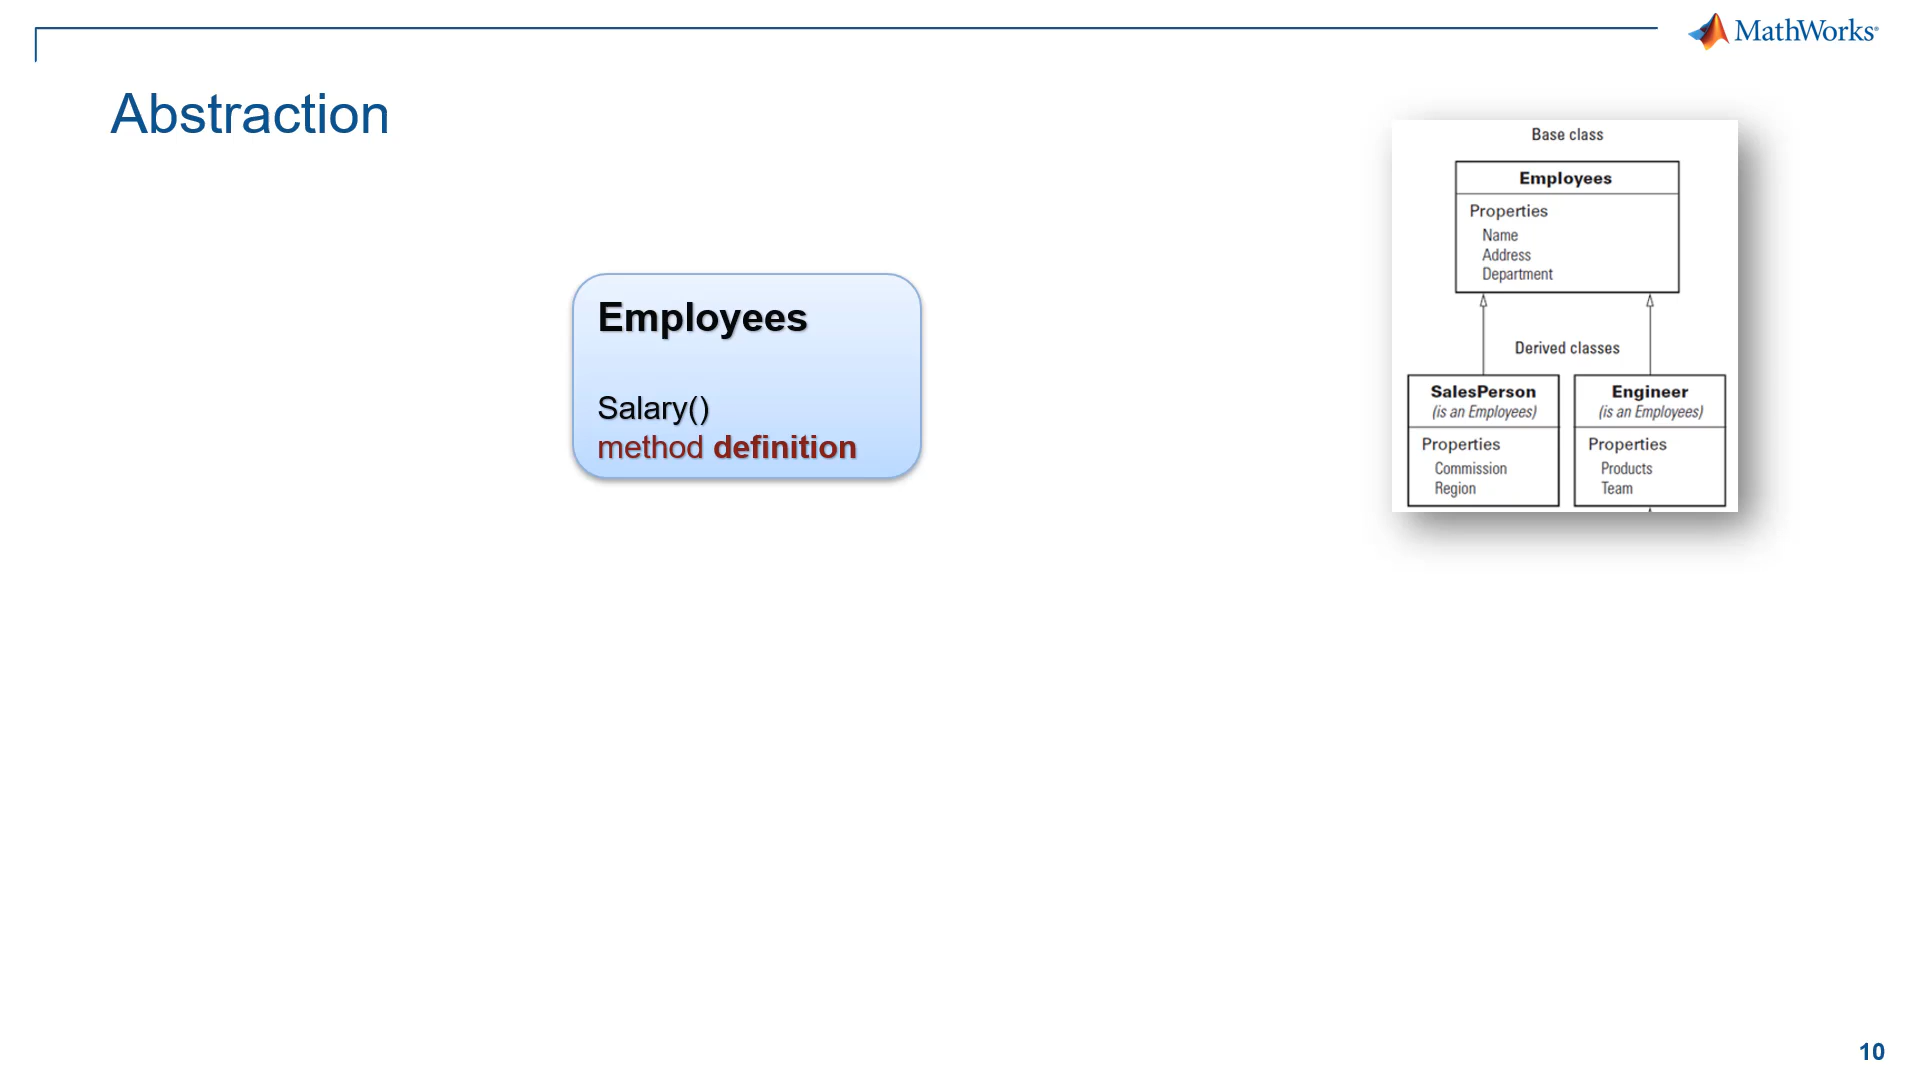 MathWorks®
Abstraction
Employees
Salary()
method definition
Base class
Employees
Properties
Name
Address
Department
Derived classes
SalesPerson
(is an Employees)
Properties
Commission
Region
Engineer
(is an Employees)
Properties
Products
Team
10